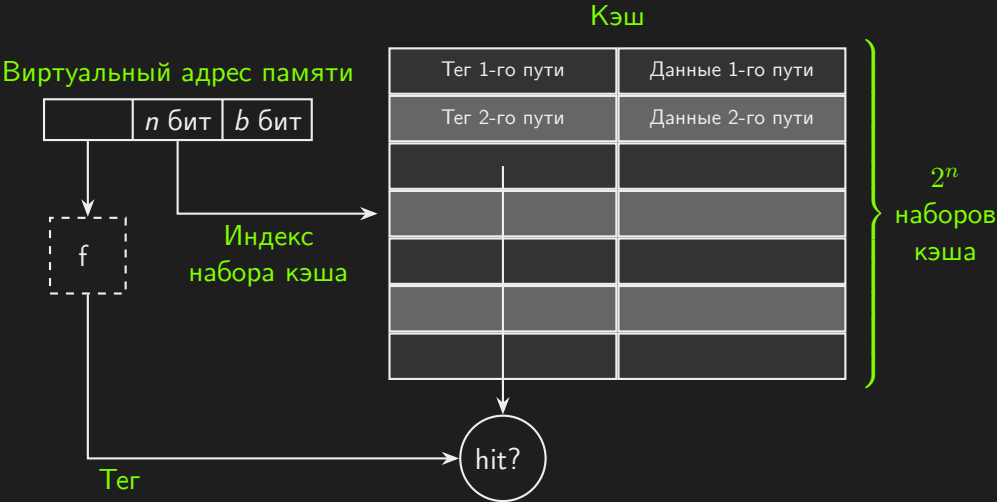 Кэш
Виртуальный адрес памяти
n бит b бит
Тег 1-го пути Данные 1-го пути
Тег 2-го пути Данные 2-го пути
f
Индекс
набора кэша
2ⁿ
наборов
кэша
hit?
Тег